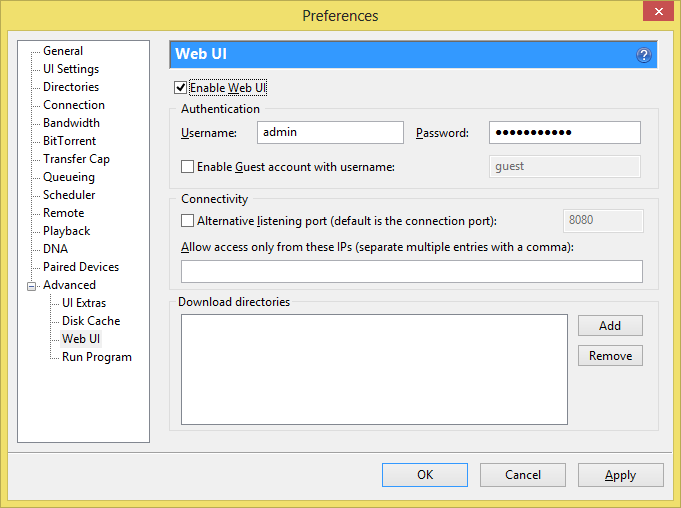 Preferences
General
UI Settings
Directories
Connection
Bandwidth
BitTorrent
Transfer Cap
Queueing
Scheduler
Remote
Playback
DNA
Paired Devices
Advanced
UI Extras
Disk Cache
Web UI
Run Program
Web UI
Enable Web UI
Authentication
Username: admin Password: ●●●●●●●●●●●
Enable Guest account with username: guest
Connectivity
Alternative listening port (default is the connection port): 8080
Allow access only from these IPs (separate multiple entries with a comma):
Download directories
Add
Remove
OK Cancel Apply